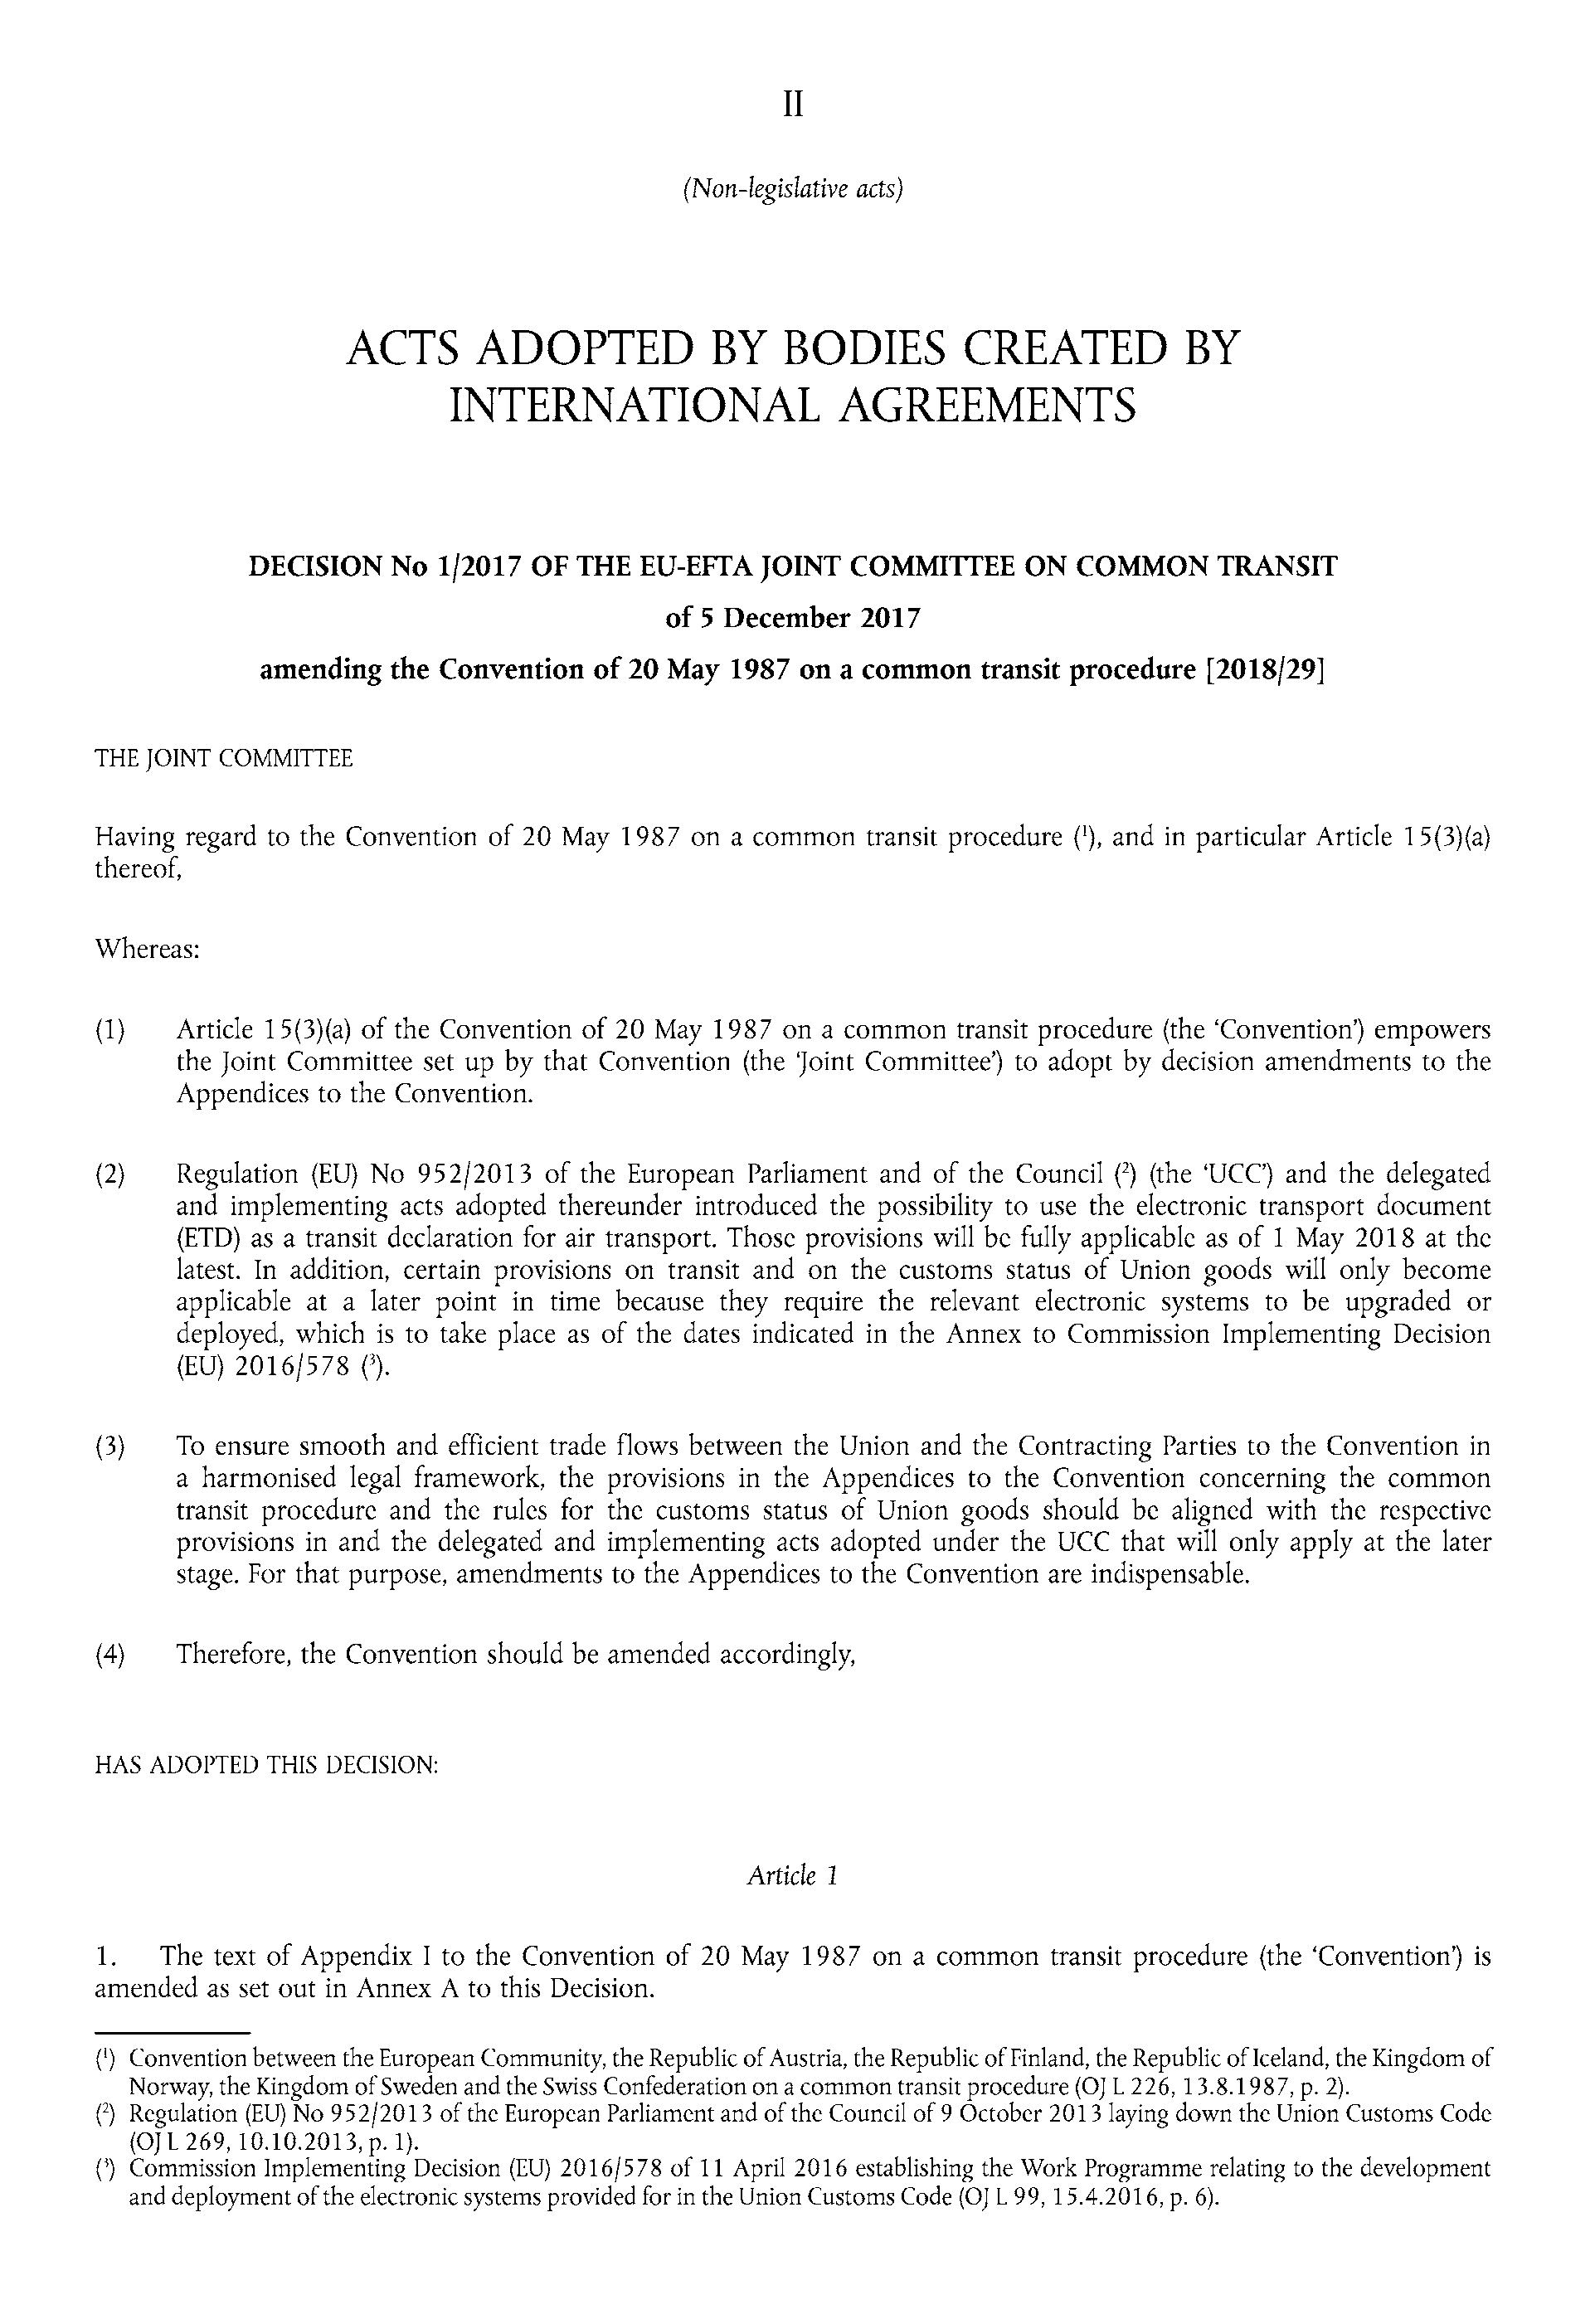 II
(Non-legislative acts)
ACTS ADOPTED BY BODIES CREATED BY
INTERNATIONAL AGREEMENTS
DECISION No 1/2017 OF THE EU-EFTA JOINT COMMITTEE ON COMMON TRANSIT
of 5 December 2017
amending the Convention of 20 May 1987 on a common transit procedure [2018/29]
THE JOINT COMMITTEE
Having regard to the Convention of 20 May 1987 on a common transit procedure (¹), and in particular Article 15(3)(a)
thereof,
Whereas:
(1) Article 15(3)(a) of the Convention of 20 May 1987 on a common transit procedure (the ‘Convention’) empowers
the Joint Committee set up by that Convention (the ‘Joint Committee’) to adopt by decision amendments to the
Appendices to the Convention.
(2) Regulation (EU) No 952/2013 of the European Parliament and of the Council (²) (the ‘UCC’) and the delegated
and implementing acts adopted thereunder introduced the possibility to use the electronic transport document
(ETD) as a transit declaration for air transport. Those provisions will be fully applicable as of 1 May 2018 at the
latest. In addition, certain provisions on transit and on the customs status of Union goods will only become
applicable at a later point in time because they require the relevant electronic systems to be upgraded or
deployed, which is to take place as of the dates indicated in the Annex to Commission Implementing Decision
(EU) 2016/578 (³).
(3) To ensure smooth and efficient trade flows between the Union and the Contracting Parties to the Convention in
a harmonised legal framework, the provisions in the Appendices to the Convention concerning the common
transit procedure and the rules for the customs status of Union goods should be aligned with the respective
provisions in and the delegated and implementing acts adopted under the UCC that will only apply at the later
stage. For that purpose, amendments to the Appendices to the Convention are indispensable.
(4) Therefore, the Convention should be amended accordingly,
HAS ADOPTED THIS DECISION:
Article 1
1. The text of Appendix I to the Convention of 20 May 1987 on a common transit procedure (the ‘Convention’) is
amended as set out in Annex A to this Decision.
(¹) Convention between the European Community, the Republic of Austria, the Republic of Finland, the Republic of Iceland, the Kingdom of
Norway, the Kingdom of Sweden and the Swiss Confederation on a common transit procedure (OJ L 226, 13.8.1987, p. 2).
(²) Regulation (EU) No 952/2013 of the European Parliament and of the Council of 9 October 2013 laying down the Union Customs Code
(OJ L 269, 10.10.2013, p. 1).
(³) Commission Implementing Decision (EU) 2016/578 of 11 April 2016 establishing the Work Programme relating to the development
and deployment of the electronic systems provided for in the Union Customs Code (OJ L 99, 15.4.2016, p. 6).